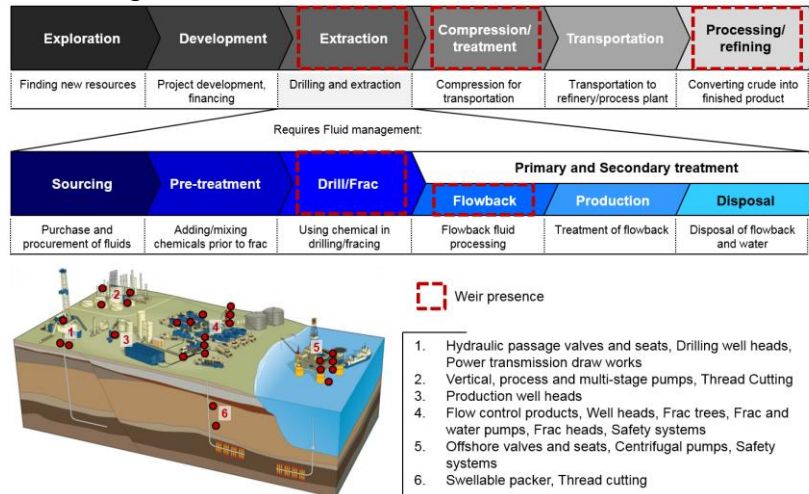 Exploration
Development
Extraction
Compression/
treatment
Transportation
Processing/
refining
Finding new resources
Project development,
financing
Drilling and extraction
Compression for
transportation
Transportation to
refinery/process plant
Converting crude into
finished product
Requires Fluid management:
Primary and Secondary treatment
Sourcing
Pre-treatment
Drill/Frac
Flowback
Production
Disposal
Purchase and
procurement of fluids
Adding/mixing
chemicals prior to frac
Using chemical in
drilling/fracing
Flowback fluid
processing
Treatment of flowback
Disposal of flowback
and water
1
2
3
4
5
6
Weir presence
1. Hydraulic passage valves and seats, Drilling well heads,
Power transmission draw works
2. Vertical, process and multi-stage pumps, Thread Cutting
3. Production well heads
4. Flow control products, Well heads, Frac trees, Frac and
water pumps, Frac heads, Safety systems
5. Offshore valves and seats, Centrifugal pumps, Safety
systems
6. Swellable packer, Thread cutting